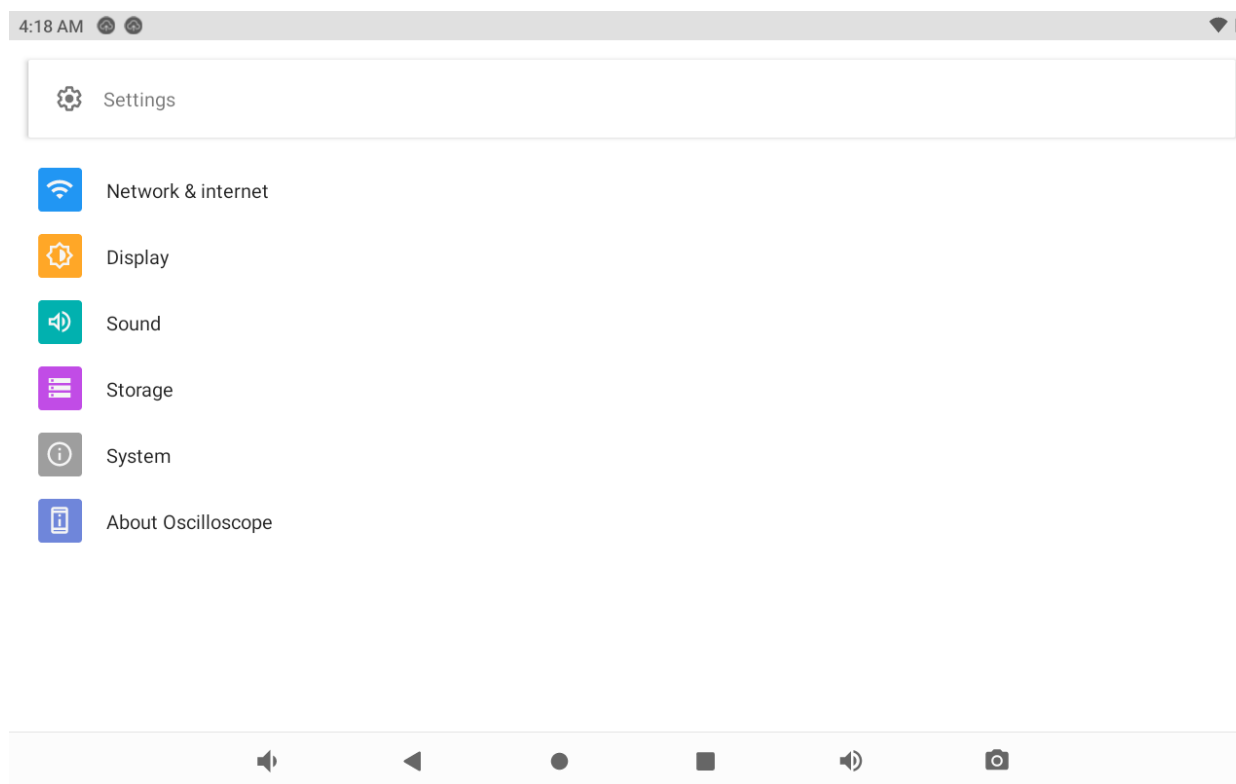 4:18 AM
Settings
Network & internet
Display
Sound
Storage
System
About Oscilloscope